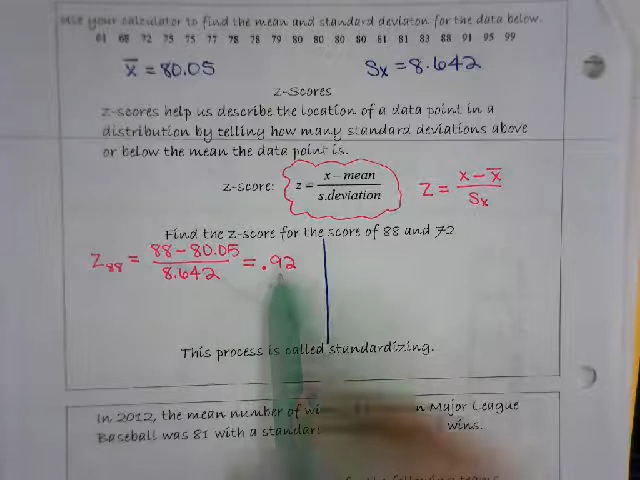 use your calculator to find the mean and standard deviation for the data below.
61 68 72 75 75 77 78 78 79 80 80 80 80 81 81 83 88 91 95 99
x̄ = 80.05 Sx = 8.642
z-Scores
z-scores help us describe the location of a data point in a
distribution by telling how many standard deviations above
or below the mean the data point is.
z-score: z = x − mean / s.deviation z = x − x̄ / Sx
Find the z-score for the score of 88 and 72
z88 = 88 − 80.05 / 8.642 = .92
This process is called standardizing.
In 2012, the mean number of wi n Major League
Baseball was 81 with a standar wins.